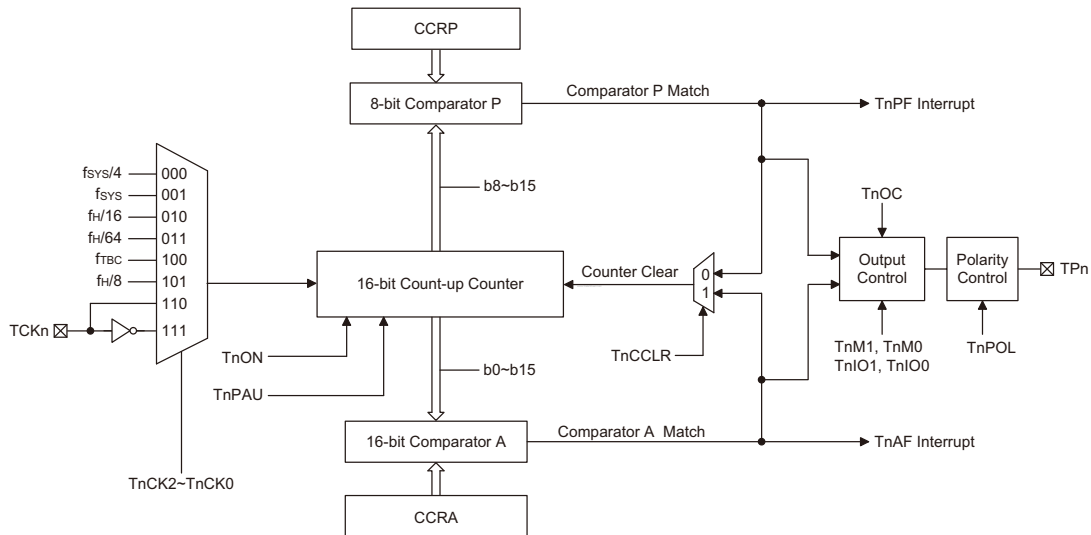 CCRP
8-bit Comparator P
Comparator P Match
TnPF Interrupt
b8~b15
fSYS/4
000
fSYS
001
fH/16
010
fH/64
011
fTBC
100
fH/8
101
110
111
TCKn
TnCK2~TnCK0
16-bit Count-up Counter
Counter Clear
0
1
TnCCLR
TnON
TnPAU
b0~b15
TnOC
Output
Control
TnM1, TnM0
TnIO1, TnIO0
Polarity
Control
TnPOL
TPn
16-bit Comparator A
Comparator A Match
TnAF Interrupt
CCRA